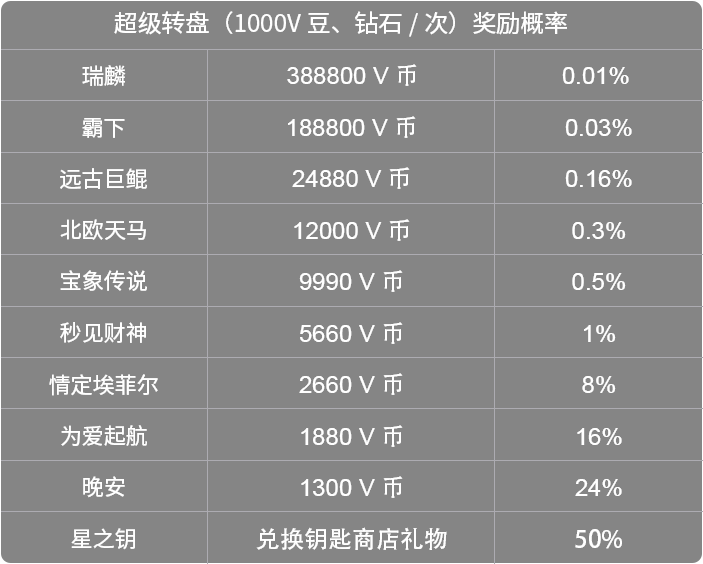 超级转盘（1000V 豆、钻石 / 次）奖励概率
瑞麟 388800 V 币 0.01%
霸下 188800 V 币 0.03%
远古巨鲲 24880 V 币 0.16%
北欧天马 12000 V 币 0.3%
宝象传说 9990 V 币 0.5%
秒见财神 5660 V 币 1%
情定埃菲尔 2660 V 币 8%
为爱起航 1880 V 币 16%
晚安 1300 V 币 24%
星之钥 兑换钥匙商店礼物 50%